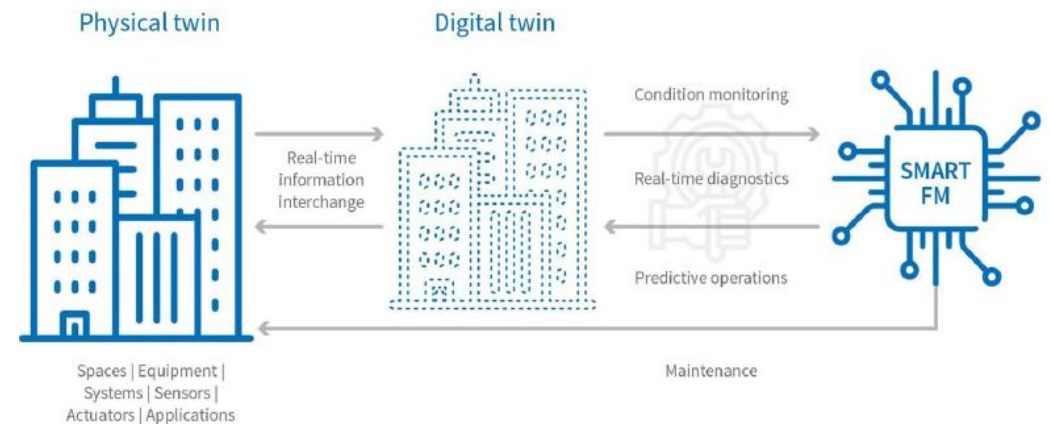 Physical twin
Digital twin
Condition monitoring
Real-time
information
interchange
Real-time diagnostics
SMART
FM
Predictive operations
Spaces | Equipment |
Systems | Sensors |
Actuators | Applications
Maintenance